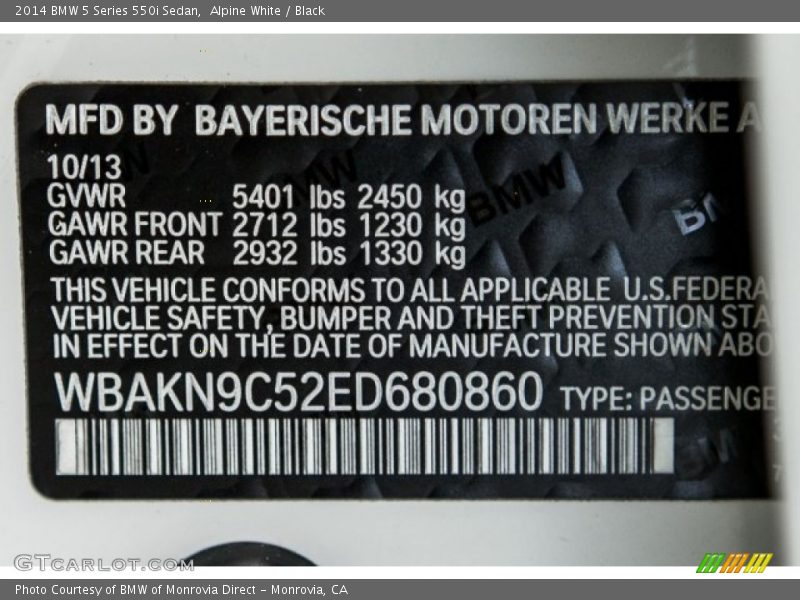 2014 BMW 5 Series 550i Sedan, Alpine White / Black
MFD BY BAYERISCHE MOTOREN WERKE A
10/13
GVWR 5401 lbs 2450 kg
GAWR FRONT 2712 lbs 1230 kg
GAWR REAR 2932 lbs 1330 kg
BMW
THIS VEHICLE CONFORMS TO ALL APPLICABLE U.S.FEDERA
VEHICLE SAFETY, BUMPER AND THEFT PREVENTION STA
IN EFFECT ON THE DATE OF MANUFACTURE SHOWN ABO
WBAKN9C52ED680860 TYPE: PASSENGE
GTCARLOT.COM
Photo Courtesy of BMW of Monrovia Direct - Monrovia, CA